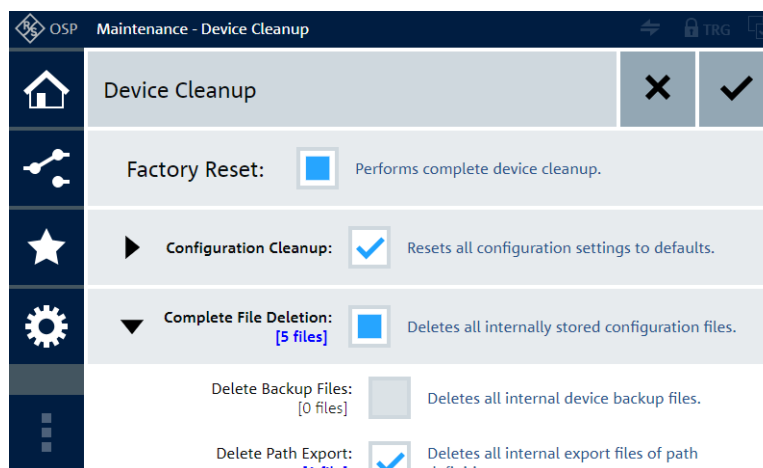 R&S OSP Maintenance - Device Cleanup TRG
Device Cleanup
Factory Reset: Performs complete device cleanup.
Configuration Cleanup: Resets all configuration settings to defaults.
Complete File Deletion:
[5 files]
Deletes all internally stored configuration files.
Delete Backup Files:
[0 files]
Deletes all internal device backup files.
Delete Path Export:
Deletes all internal export files of path